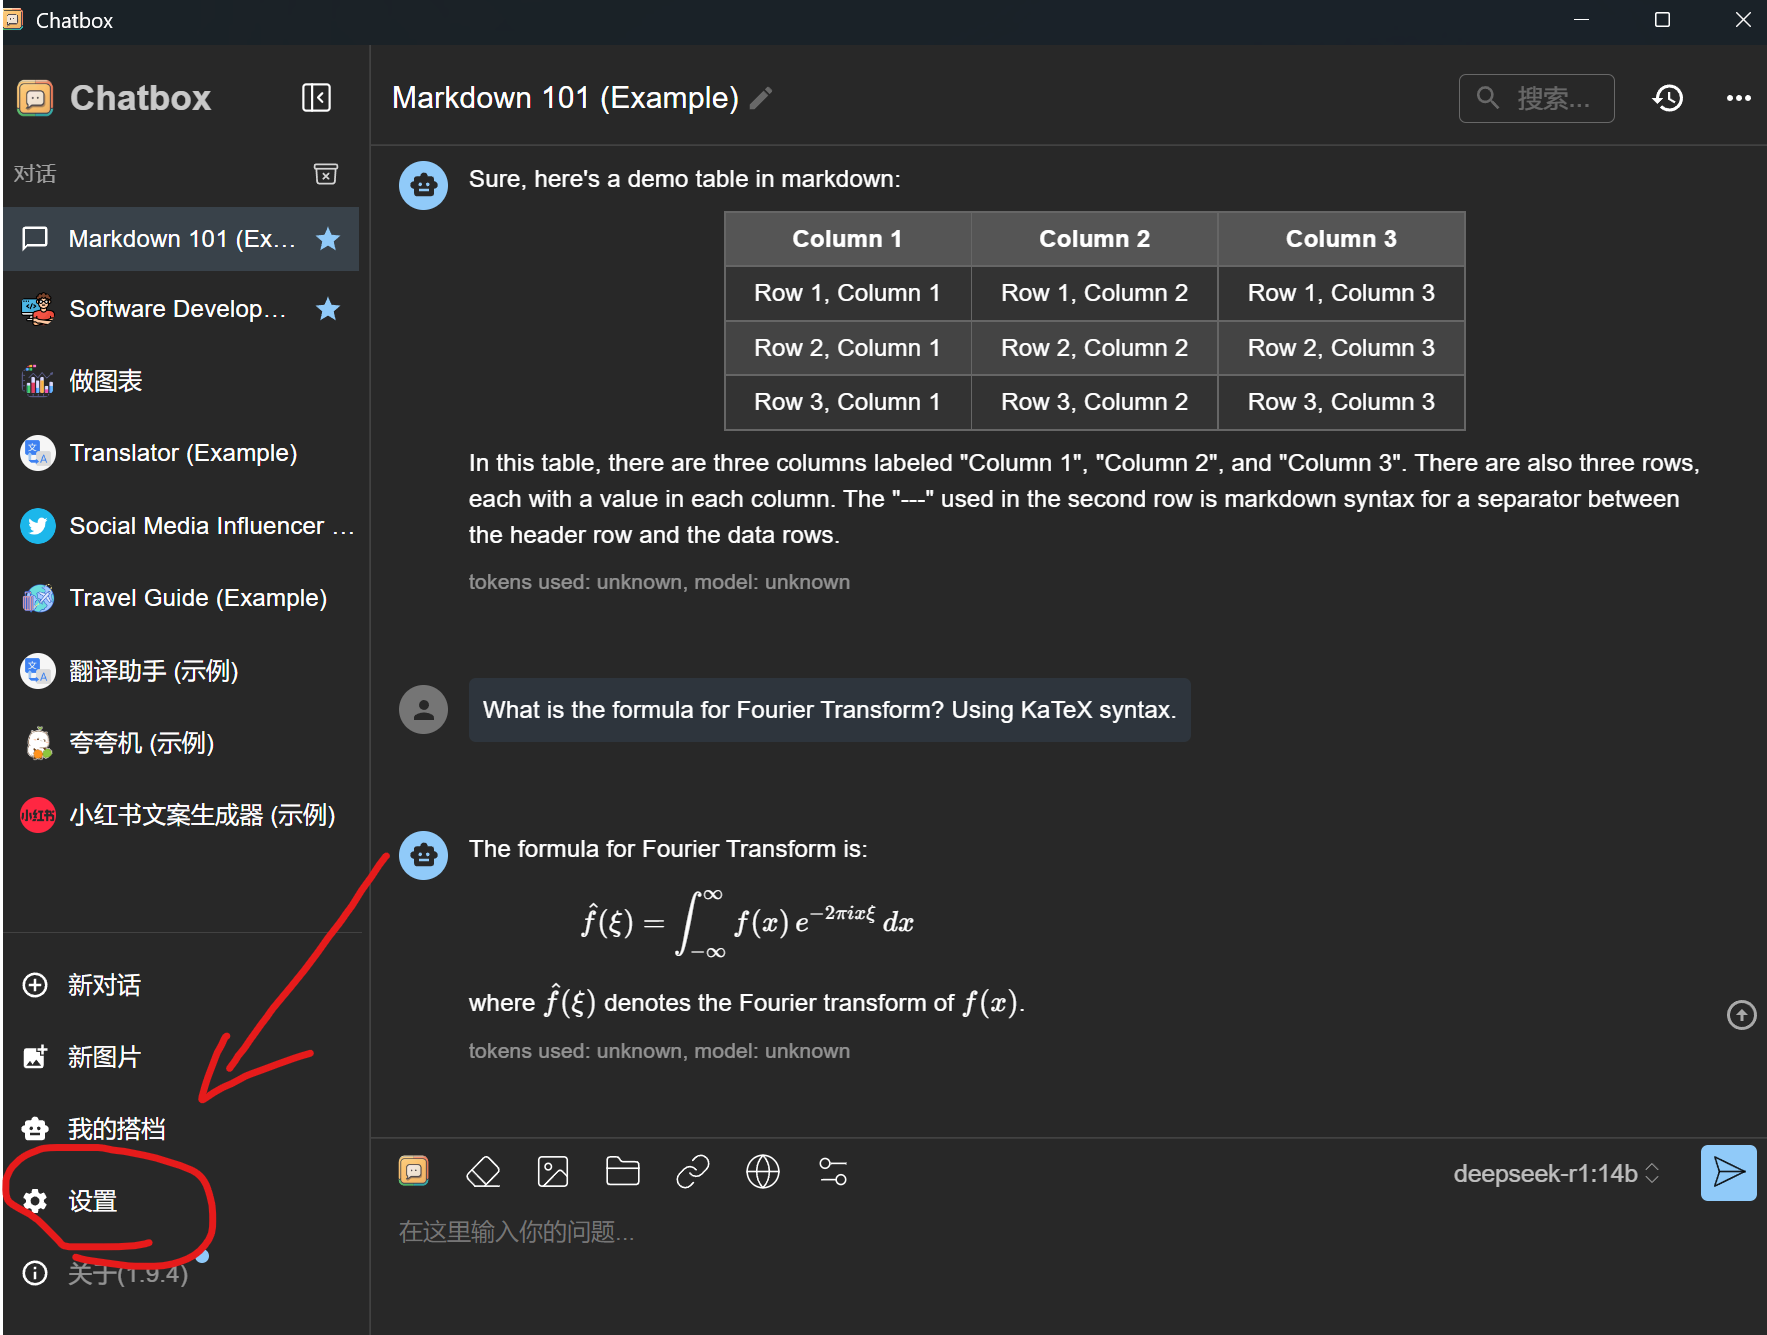 Chatbox
Chatbox
对话
Markdown 101 (Ex...
Software Develop...
做图表
Translator (Example)
Social Media Influencer ...
Travel Guide (Example)
翻译助手 (示例)
夸夸机 (示例)
小红书
小红书文案生成器 (示例)
新对话
新图片
我的搭档
设置
关于(1.9.4)
Markdown 101 (Example)
搜索...
Sure, here's a demo table in markdown:
Column 1 Column 2 Column 3
Row 1, Column 1 Row 1, Column 2 Row 1, Column 3
Row 2, Column 1 Row 2, Column 2 Row 2, Column 3
Row 3, Column 1 Row 3, Column 2 Row 3, Column 3
In this table, there are three columns labeled "Column 1", "Column 2", and "Column 3". There are also three rows,
each with a value in each column. The "---" used in the second row is markdown syntax for a separator between
the header row and the data rows.
tokens used: unknown, model: unknown
What is the formula for Fourier Transform? Using KaTeX syntax.
The formula for Fourier Transform is:
f̂(ξ) = ∫_{-∞}^{∞} f(x) e^{-2πixξ} dx
where f̂(ξ) denotes the Fourier transform of f(x).
tokens used: unknown, model: unknown
deepseek-r1:14b
在这里输入你的问题...